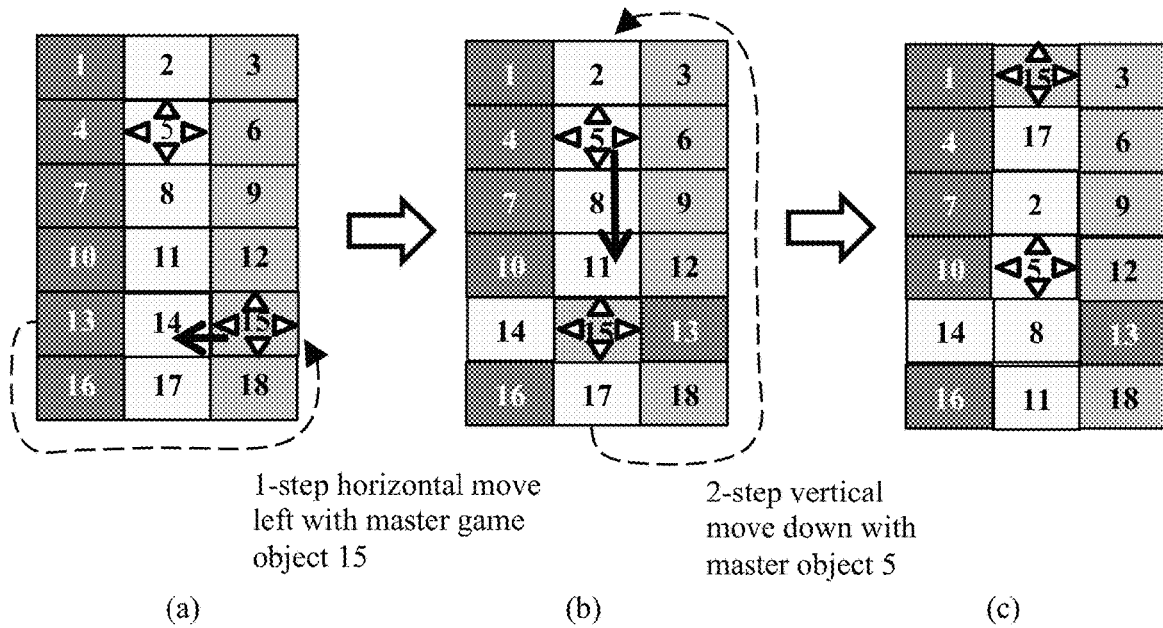 1 2 3
4 5 6
7 8 9
10 11 12
13 14 15
16 17 18
1 2 3
4 5 6
7 8 9
10 11 12
14 15 13
16 17 18
1 15 3
4 17 6
7 2 9
10 5 12
14 8 13
16 11 18
1-step horizontal move
left with master game
object 15
2-step vertical
move down with
master object 5
(a) (b) (c)